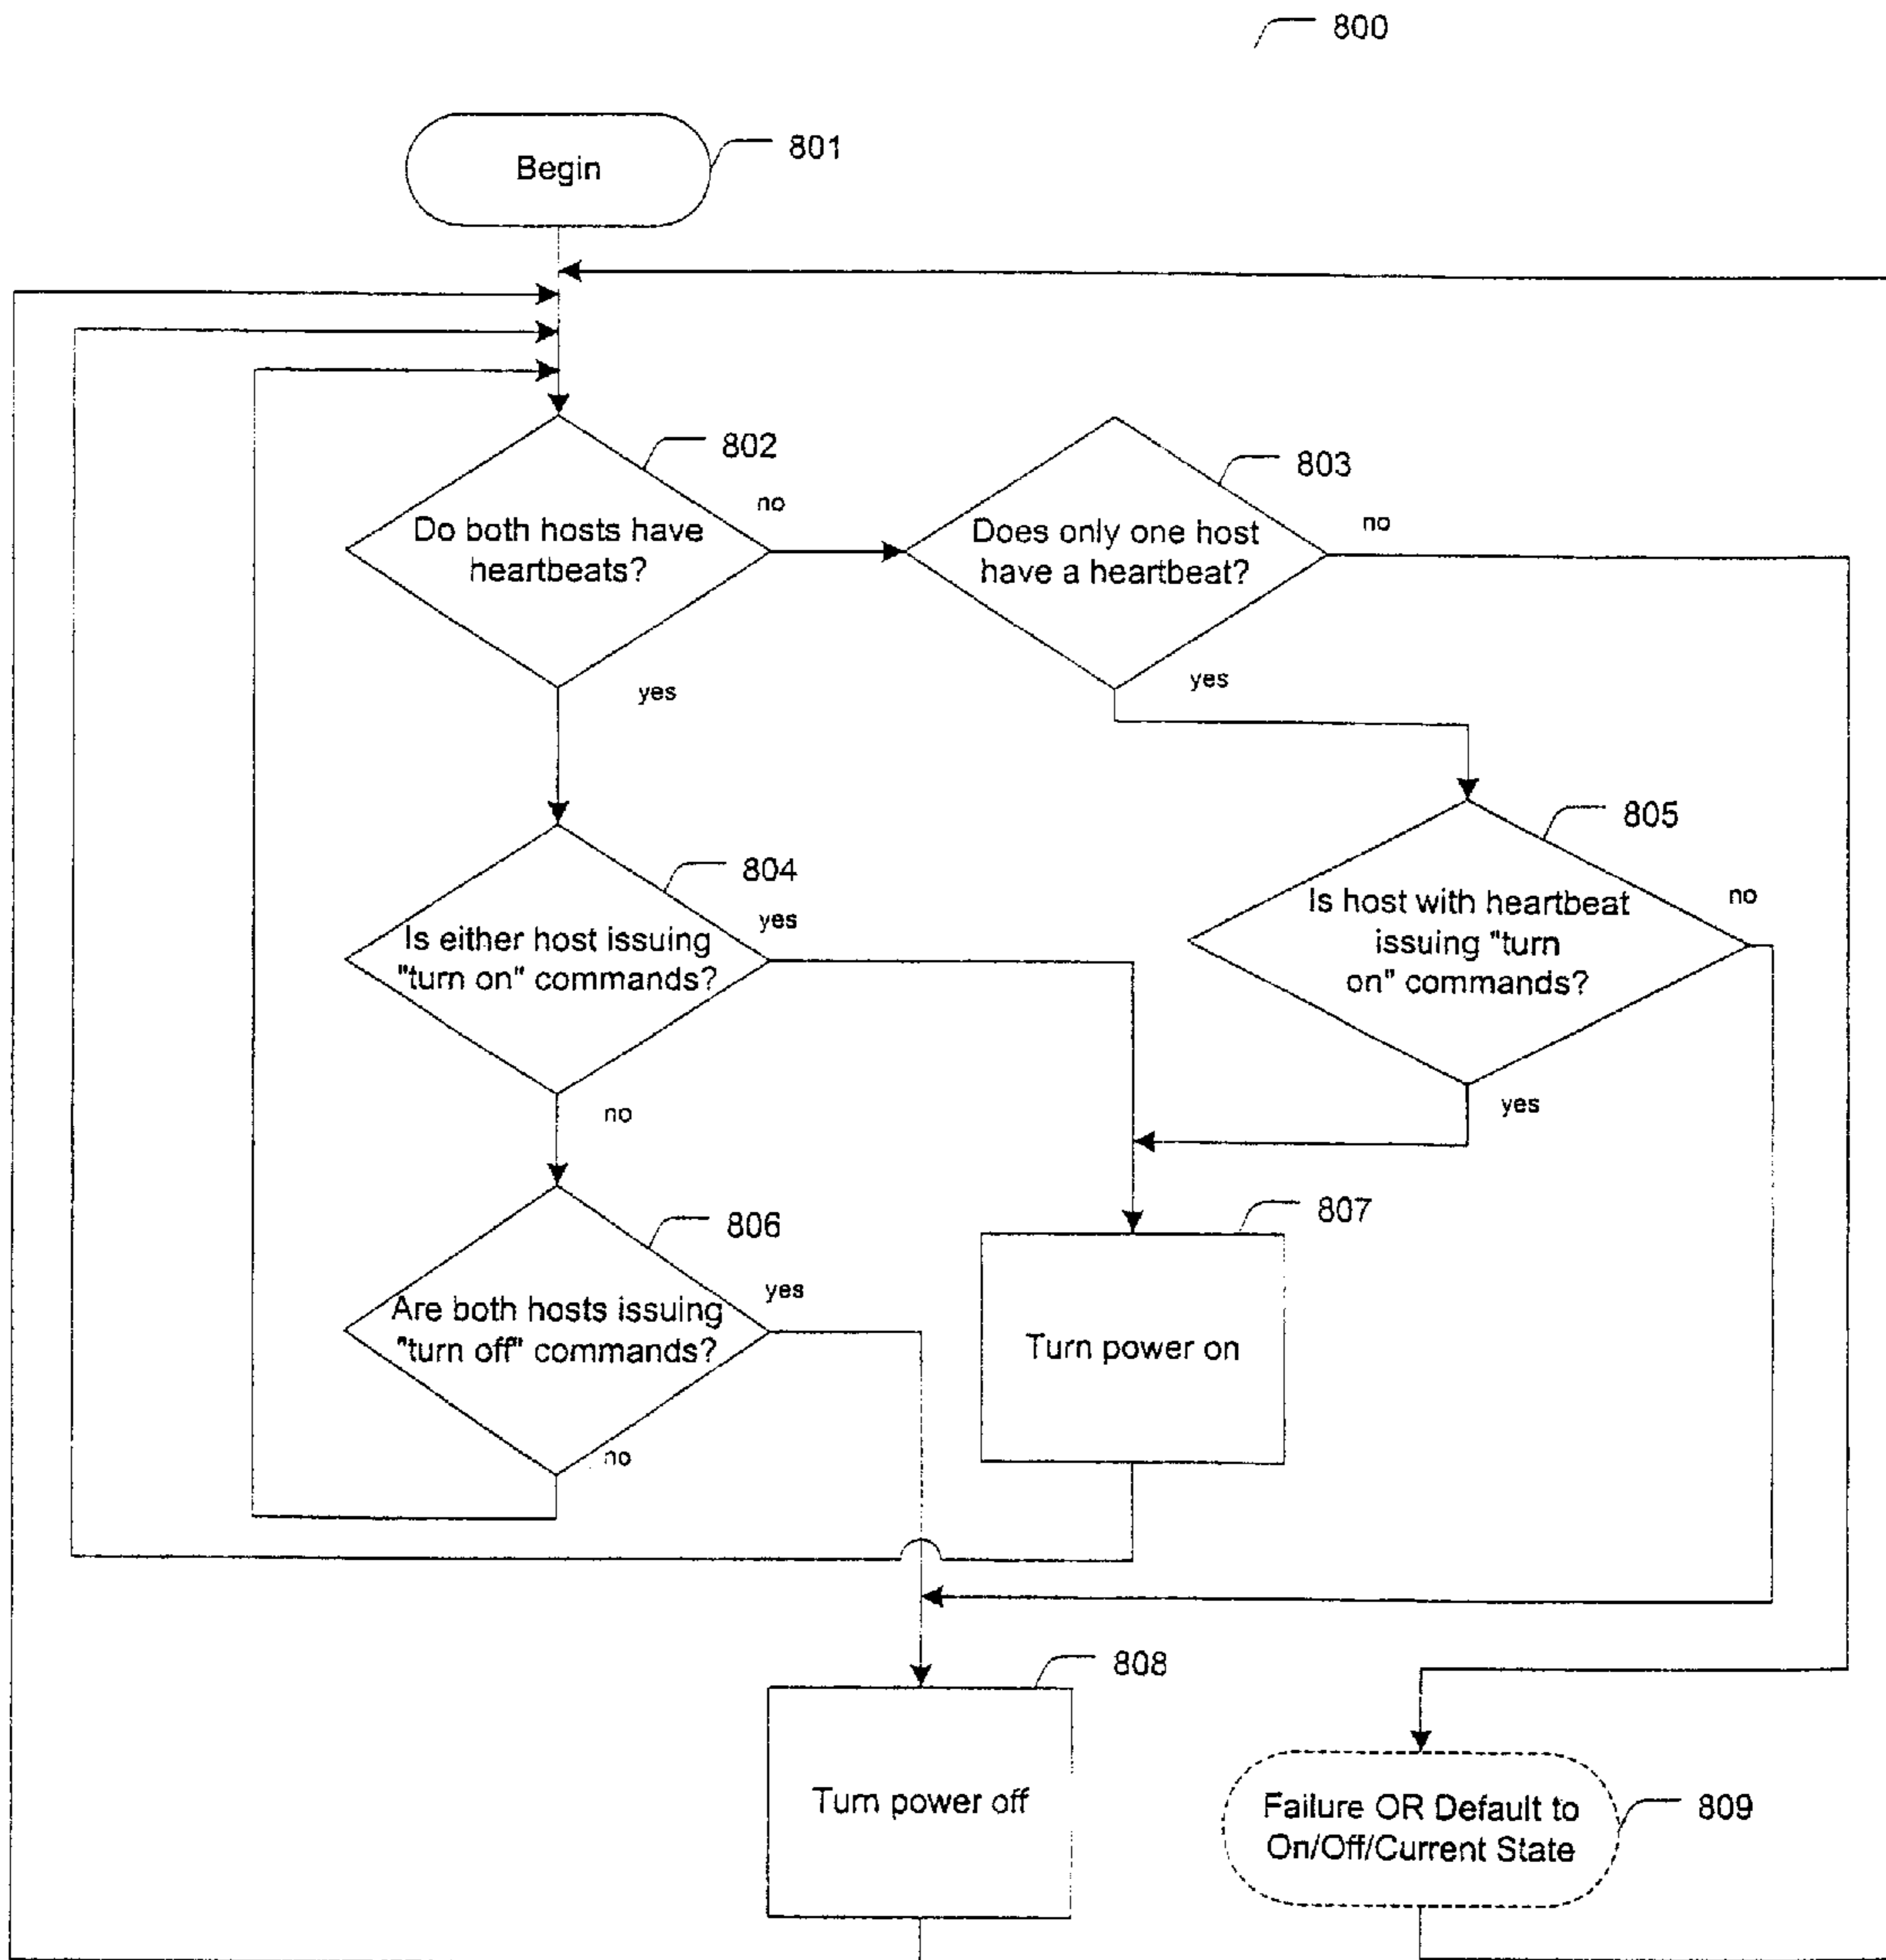 800
Begin
801
802
803
no
no
Do both hosts have
heartbeats?
Does only one host
have a heartbeat?
yes
yes
805
804
yes
no
Is either host issuing
"turn on" commands?
Is host with heartbeat
issuing "turn
on" commands?
no
yes
806
807
yes
Are both hosts issuing
"turn off" commands?
Turn power on
no
808
Turn power off
Failure OR Default to
On/Off/Current State
809